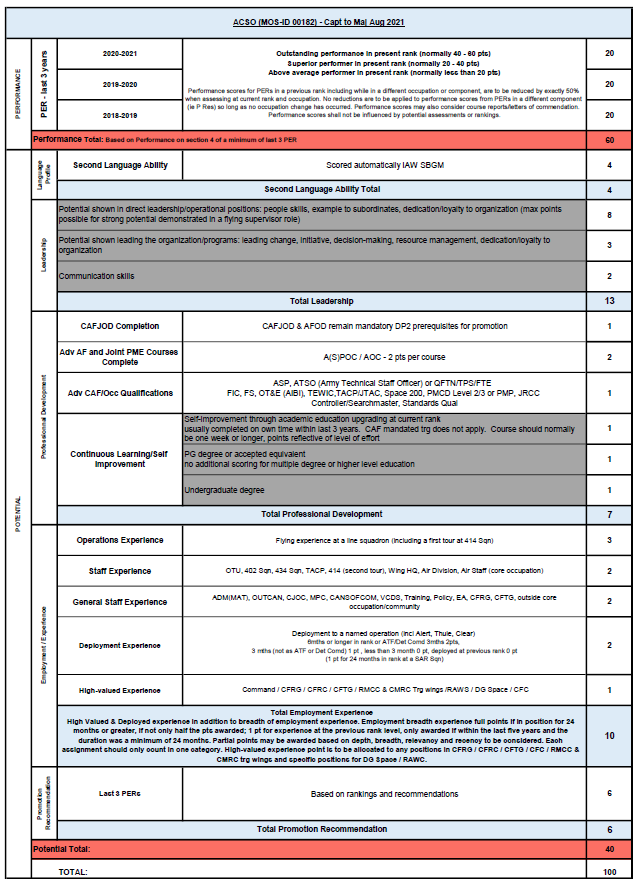 ACSO (MOS-ID 00182) - Capt to Maj Aug 2021
PERFORMANCE
PER - last 3 years
2020-2021
2019-2020
2018-2019
Outstanding performance in present rank (normally 40 - 60 pts)
Superior performer in present rank (normally 20 - 40 pts)
Above average performer in present rank (normally less than 20 pts)
Performance scores for PERs in a previous rank including while in a different occupation or component, are to be reduced by exactly 50%
when assessing at current rank and occupation. No reductions are to be applied to performance scores from PERs in a different component
(ie P Res) so long as no occupation change has occurred. Performance scores may also consider course reports/letters of commendation.
Performance scores shall not be influenced by potential assessments or rankings.
20
20
20
Performance Total: Based on Performance on section 4 of a minimum of last 3 PER
60
POTENTIAL
Language
Profile
Second Language Ability
Scored automatically IAW SBGM
4
Second Language Ability Total
4
Leadership
Potential shown in direct leadership/operational positions: people skills, example to subordinates, dedication/loyalty to organization (max points
possible for strong potential demonstrated in a flying supervisor role)
8
Potential shown leading the organization/programs: leading change, initiative, decision-making, resource management, dedication/loyalty to
organization
3
Communication skills
2
Total Leadership
13
Professional Development
CAFJOD Completion
CAFJOD & AFOD remain mandatory DP2 prerequisites for promotion
1
Adv AF and Joint PME Courses
Complete
A(S)POC / AOC - 2 pts per course
2
Adv CAF/Occ Qualifications
ASP, ATSO (Army Technical Staff Officer) or QFTN/TPS/FTE
FIC, FS, OT&E (AIBI), TEWIC,TACP/JTAC, Space 200, PMCD Level 2/3 or PMP, JRCC
Controller/Searchmaster, Standards Qual
1
Continuous Learning/Self
Improvement
Self-Improvement through academic education upgrading at current rank
usually completed on own time within last 3 years. CAF mandated trg does not apply. Course should normally
be one week or longer, points reflective of level of effort
1
PG degree or accepted equivalent
no additional scoring for multiple degree or higher level education
1
Undergraduate degree
1
Total Professional Development
7
Employment / Experience
Operations Experience
Flying experience at a line squadron (including a first tour at 414 Sqn)
3
Staff Experience
OTU, 402 Sqn, 434 Sqn, TACP, 414 (second tour), Wing HQ, Air Division, Air Staff (core occupation)
2
General Staff Experience
ADM(MAT), OUTCAN, CJOC, MPC, CANSOFCOM, VCDS, Training, Policy, EA, CFRG, CFTG, outside core
occupation/community
2
Deployment Experience
Deployment to a named operation (incl Alert, Thule, Clear)
6mths or longer in rank or ATF/Det Comd 3mths 2pts,
3 mths (not as ATF or Det Comd) 1 pt , less than 3 month 0 pt, deployed at previous rank 0 pt
(1 pt for 24 months in rank at a SAR Sqn)
2
High-valued Experience
Command / CFRG / CFRC / CFTG / RMCC & CMRC Trg wings /RAWS / DG Space / CFC
1
Total Employment Experience
High Valued & Deployed experience in addition to breadth of employment experience. Employment breadth experience full points if in position for 24
months or greater, if not only half the pts awarded; 1 pt for experience at the previous rank level, only awarded if within the last five years and the
duration was a minimum of 24 months. Partial points may be awarded based on depth, breadth, relevancy and recency to be considered. Each
assignment should only count in one category. High-valued experience point is to be allocated to any positions in CFRG / CFRC / CFTG / CFC / RMCC &
CMRC trg wings and specific positions for DG Space / RAWC.
10
Promotion
Recommendation
Last 3 PERs
Based on rankings and recommendations
6
Total Promotion Recommendation
6
Potential Total:
40
TOTAL:
100